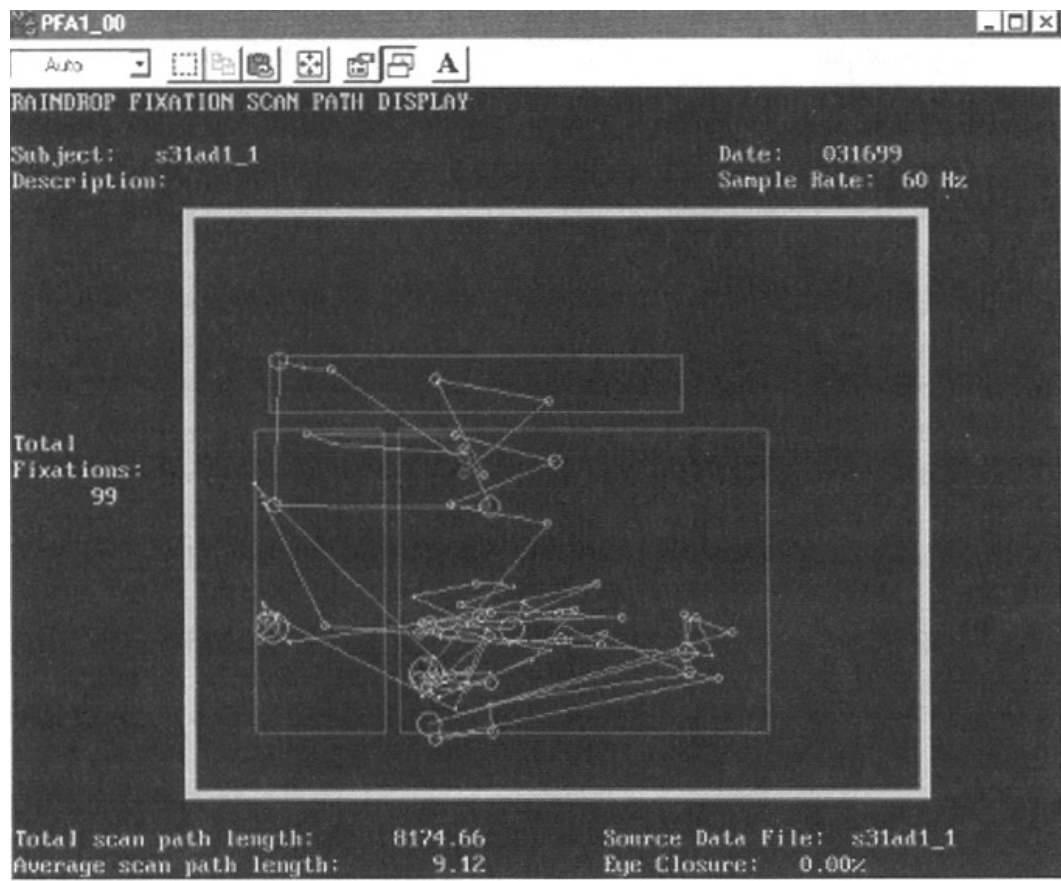 PFA1_00
Auto
A
RAINDROP FIXATION SCAN PATH DISPLAY
Subject: s31ad1_1
Date: 031699
Description:
Sample Rate: 60 Hz
Total
Fixations:
99
Total scan path length: 8174.66
Source Data File: s31ad1_1
Average scan path length: 9.12
Eye Closure: 0.00%